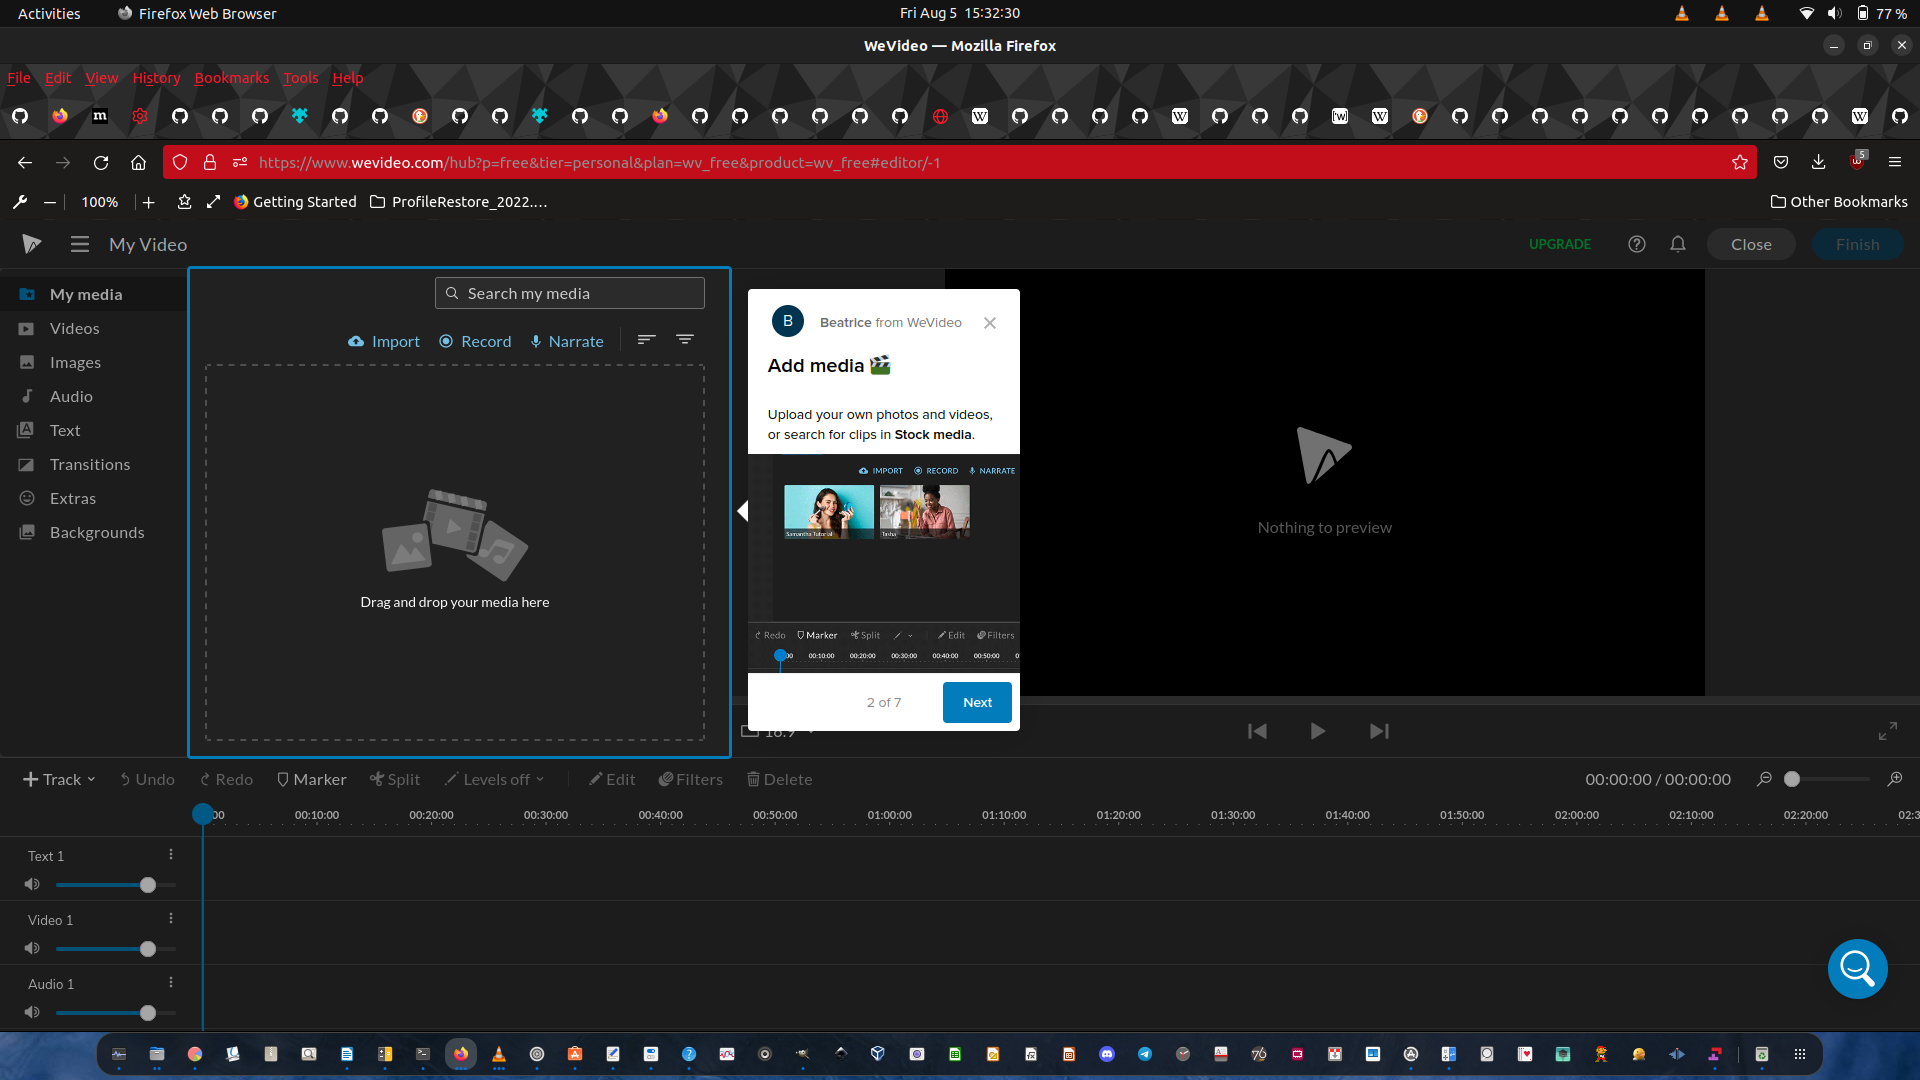 Activities
Firefox Web Browser
Fri Aug 5 15:32:30
77 %
WeVideo — Mozilla Firefox
File Edit View History Bookmarks Tools Help
https://www.wevideo.com/hub?p=free&tier=personal&plan=wv_free&product=wv_free#editor/-1
5
100%
Getting Started
ProfileRestore_2022....
Other Bookmarks
My Video
UPGRADE
Close
Finish
My media
Videos
Images
Audio
Text
Transitions
Extras
Backgrounds
Search my media
Import
Record
Narrate
Drag and drop your media here
B
Beatrice from WeVideo
Add media
Upload your own photos and videos,
or search for clips in Stock media.
IMPORT RECORD NARRATE
Samantha Tutorial
Tasha
Redo Marker Split Edit Filters
00:10:00 00:20:00 00:30:00 00:40:00 00:50:00
2 of 7
Next
Nothing to preview
Track Undo Redo Marker Split Levels off Edit Filters Delete
00:00:00 / 00:00:00
00:10:00 00:20:00 00:30:00 00:40:00 00:50:00 01:00:00 01:10:00 01:20:00 01:30:00 01:40:00 01:50:00 02:00:00 02:10:00 02:20:00 02:3
Text 1
Video 1
Audio 1